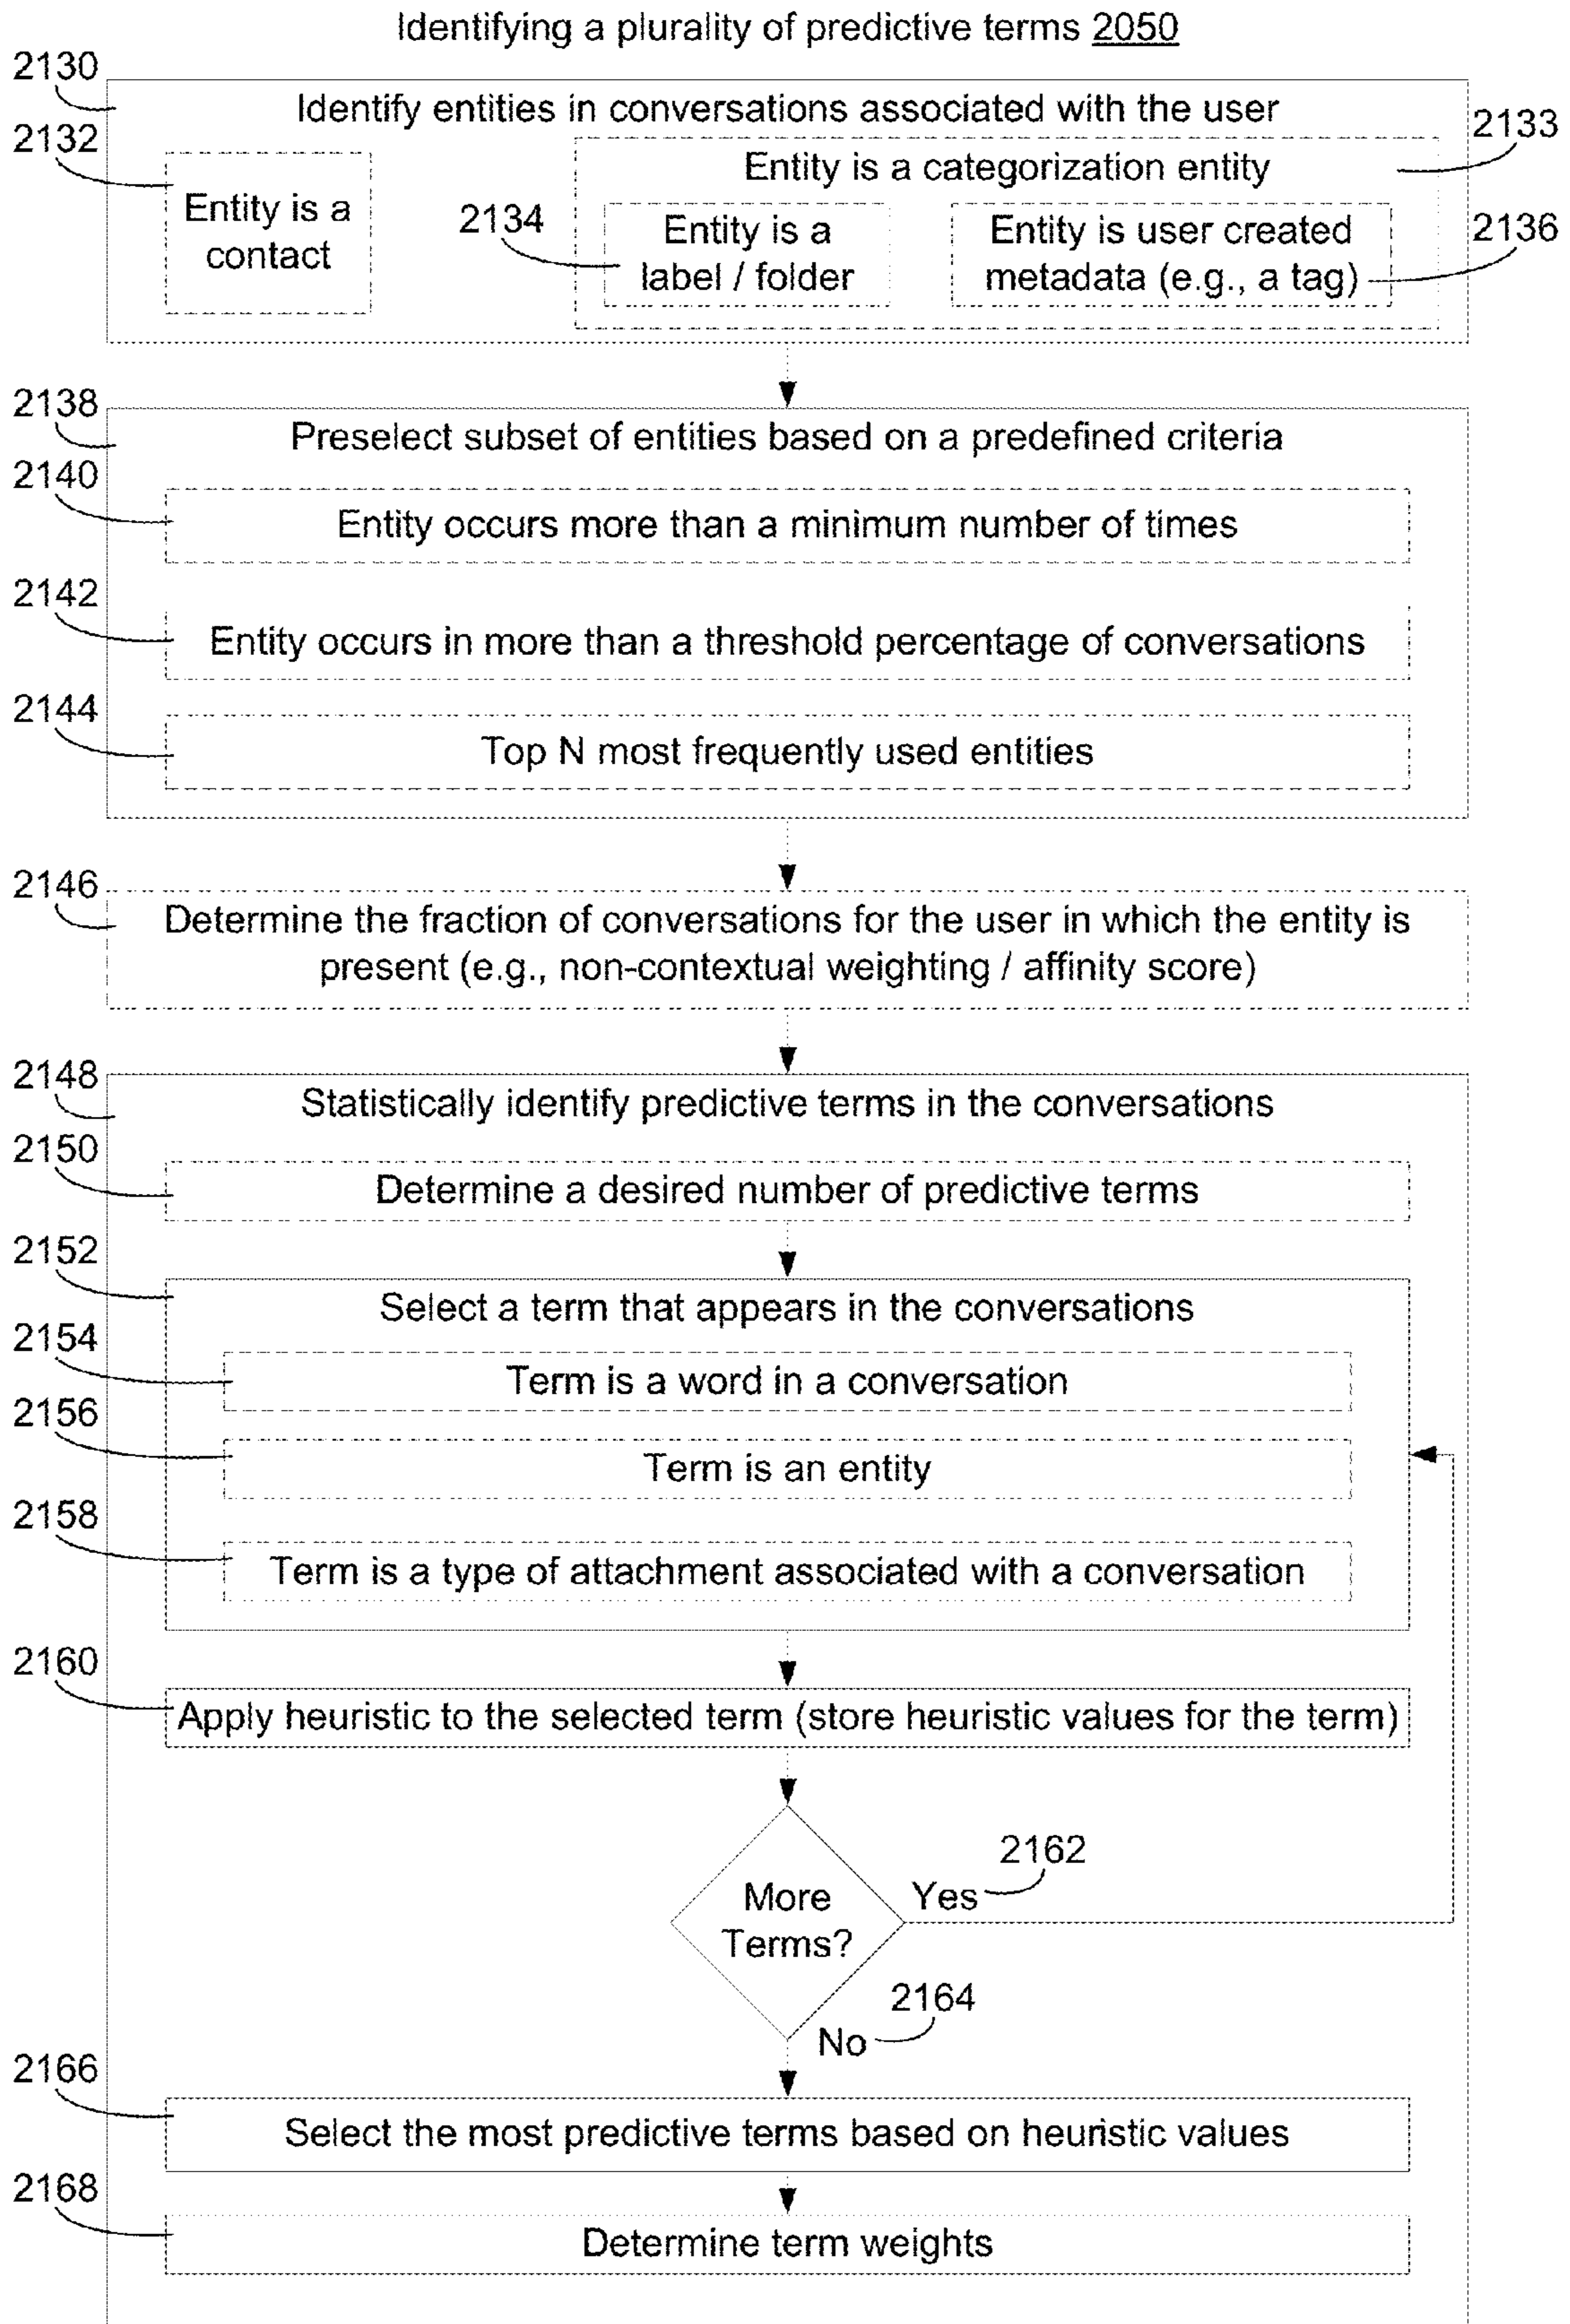 Identifying a plurality of predictive terms 2050
2130
Identify entities in conversations associated with the user
2132
2133
Entity is a categorization entity
Entity is a
contact
2134
Entity is a
label / folder
Entity is user created
metadata (e.g., a tag)
2136
2138
Preselect subset of entities based on a predefined criteria
2140
Entity occurs more than a minimum number of times
2142
Entity occurs in more than a threshold percentage of conversations
2144
Top N most frequently used entities
2146
Determine the fraction of conversations for the user in which the entity is
present (e.g., non-contextual weighting / affinity score)
2148
Statistically identify predictive terms in the conversations
2150
Determine a desired number of predictive terms
2152
Select a term that appears in the conversations
2154
Term is a word in a conversation
2156
Term is an entity
2158
Term is a type of attachment associated with a conversation
2160
Apply heuristic to the selected term (store heuristic values for the term)
More
Terms?
2162
Yes
2164
No
2166
Select the most predictive terms based on heuristic values
2168
Determine term weights